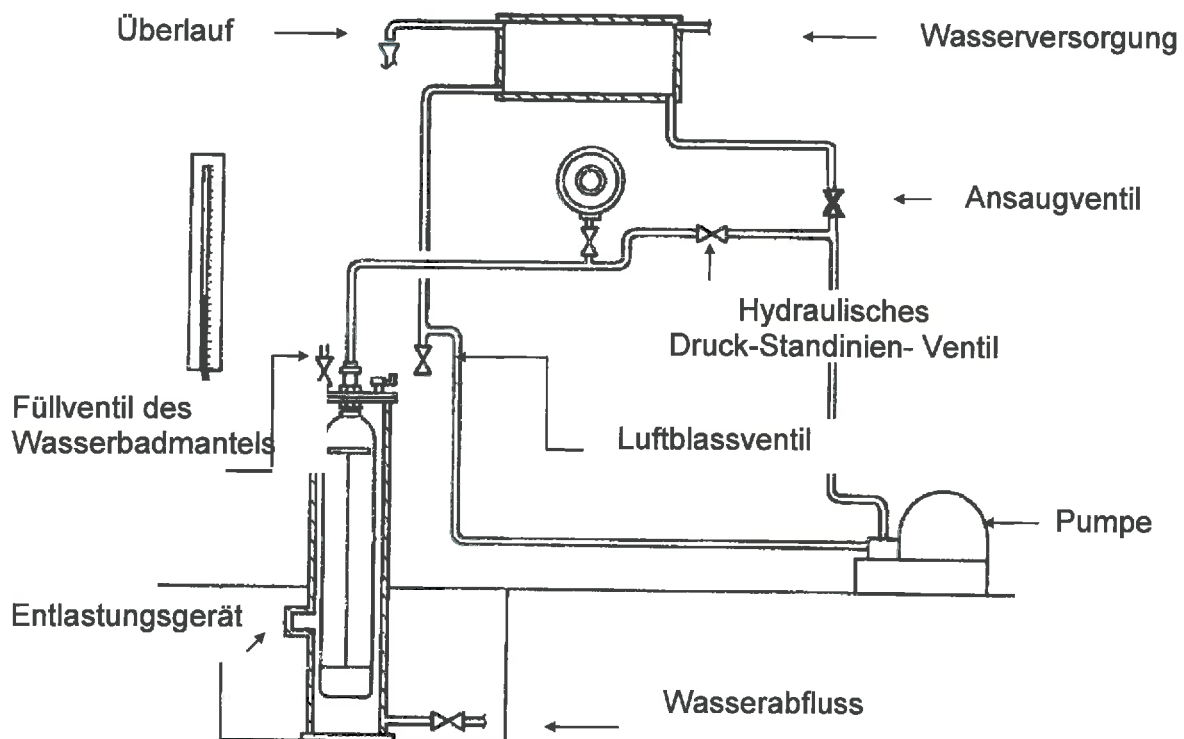 Überlauf
Wasserversorgung
Ansaugventil
Hydraulisches
Druck-Standinien- Ventil
Füllventil des
Wasserbadmantels
Luftblassventil
Pumpe
Entlastungsgerät
Wasserabfluss